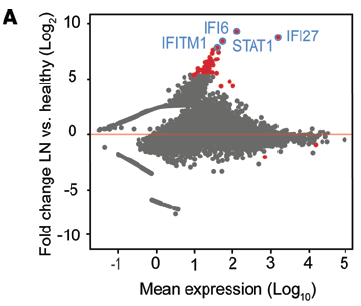 A
Fold change LN vs. healthy (Log2)
10
5
0
-5
-10
IFI6
IFITM1
STAT1
IFI27
-1
0
1
2
3
4
5
Mean expression (Log10)